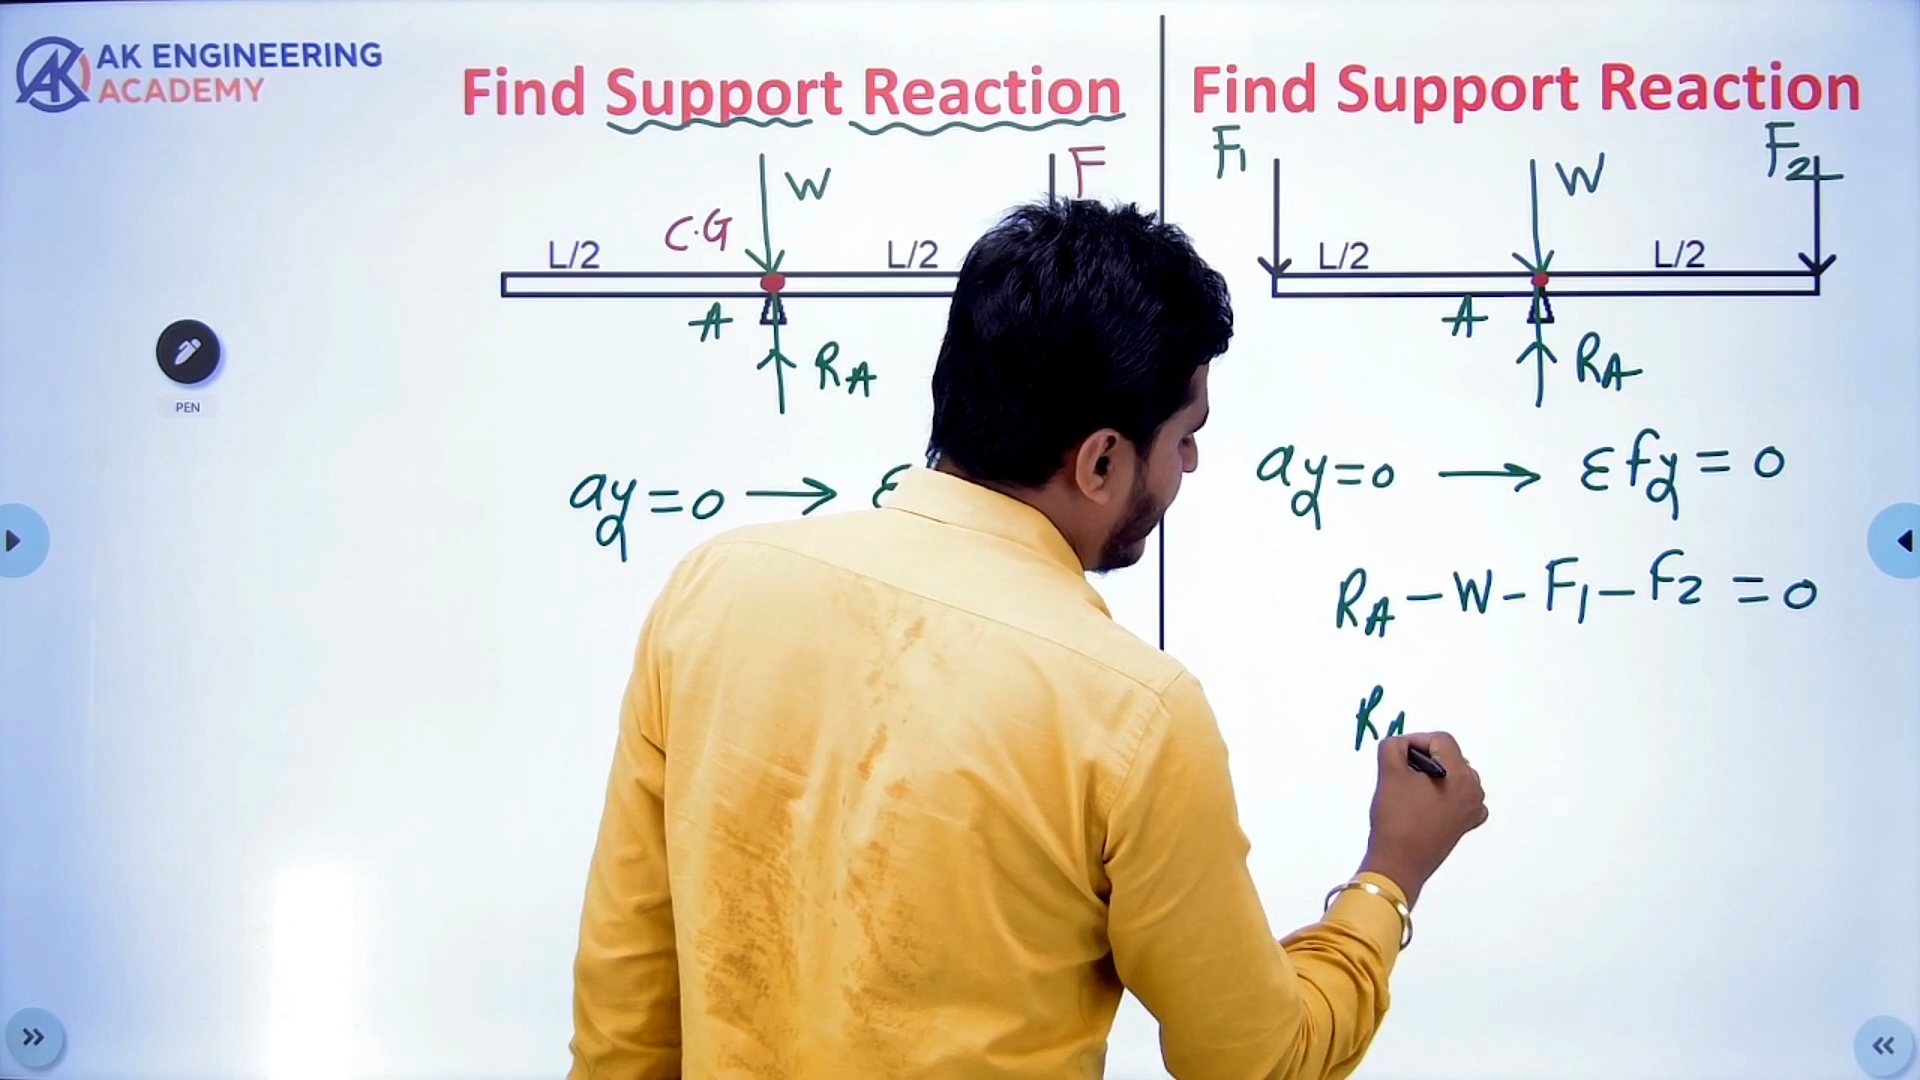 AK ENGINEERING
ACADEMY
Find Support Reaction
W
F
C.G
L/2
L/2
A
RA
ay = 0 → Ɛ
PEN
Find Support Reaction
F1
W
F2
L/2
L/2
A
RA
ay = 0 → Ɛfy = 0
RA - W - F1 - F2 = 0
RA